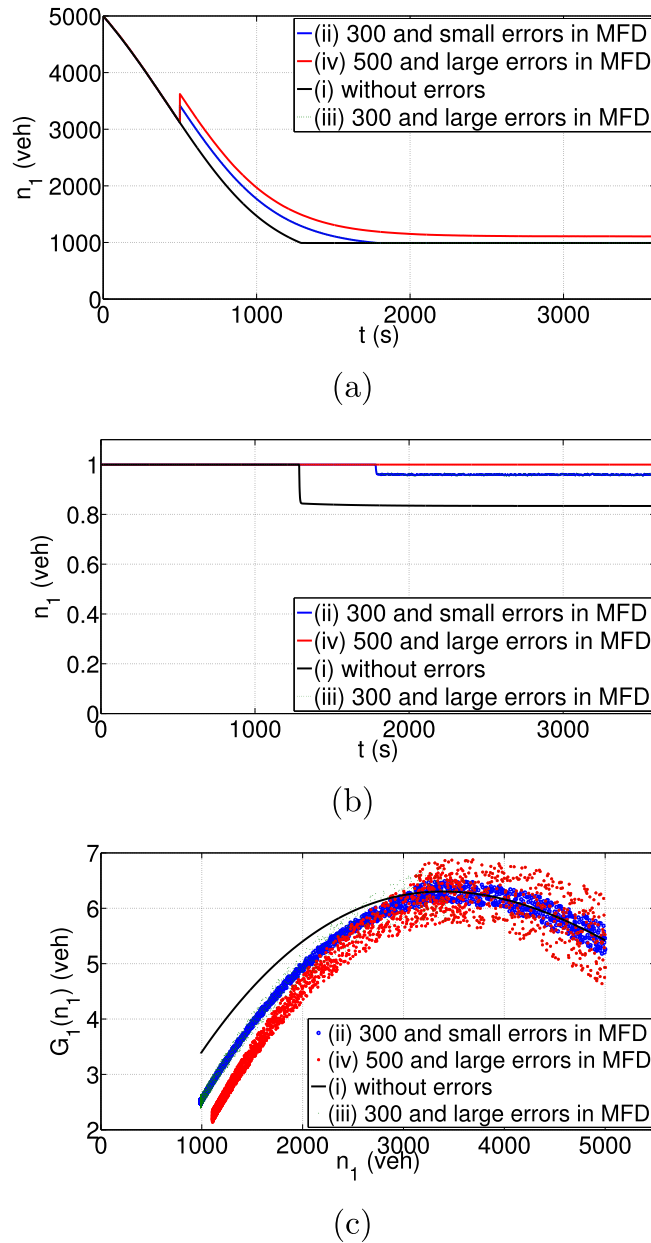 5000
4000
3000
2000
1000
0
n_1 (veh)
(ii) 300 and small errors in MFD
(iv) 500 and large errors in MFD
(i) without errors
(iii) 300 and large errors in MFD
0 1000 2000 3000
t (s)
(a)
1
0.8
0.6
0.4
0.2
0
n_1 (veh)
(ii) 300 and small errors in MFD
(iv) 500 and large errors in MFD
(i) without errors
(iii) 300 and large errors in MFD
0 1000 2000 3000
t (s)
(b)
7
6
5
4
3
2
G_1(n_1) (veh)
(ii) 300 and small errors in MFD
(iv) 500 and large errors in MFD
(i) without errors
(iii) 300 and large errors in MFD
0 1000 2000 3000 4000 5000
n_1 (veh)
(c)